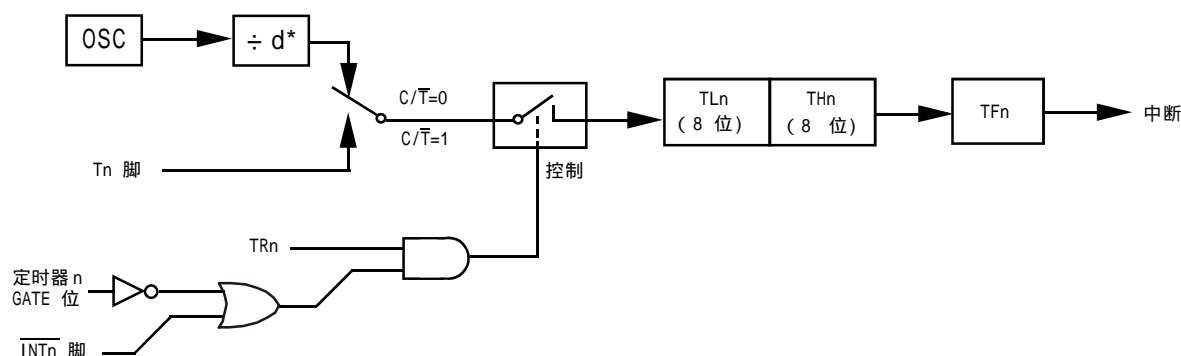 OSC
÷ d*
C/T̅=0
C/T̅=1
TLn
(8 位)
THn
(8 位)
TFn
中断
控制
Tn 脚
TRn
定时器 n
GATE 位
I̅N̅T̅n̅ 脚